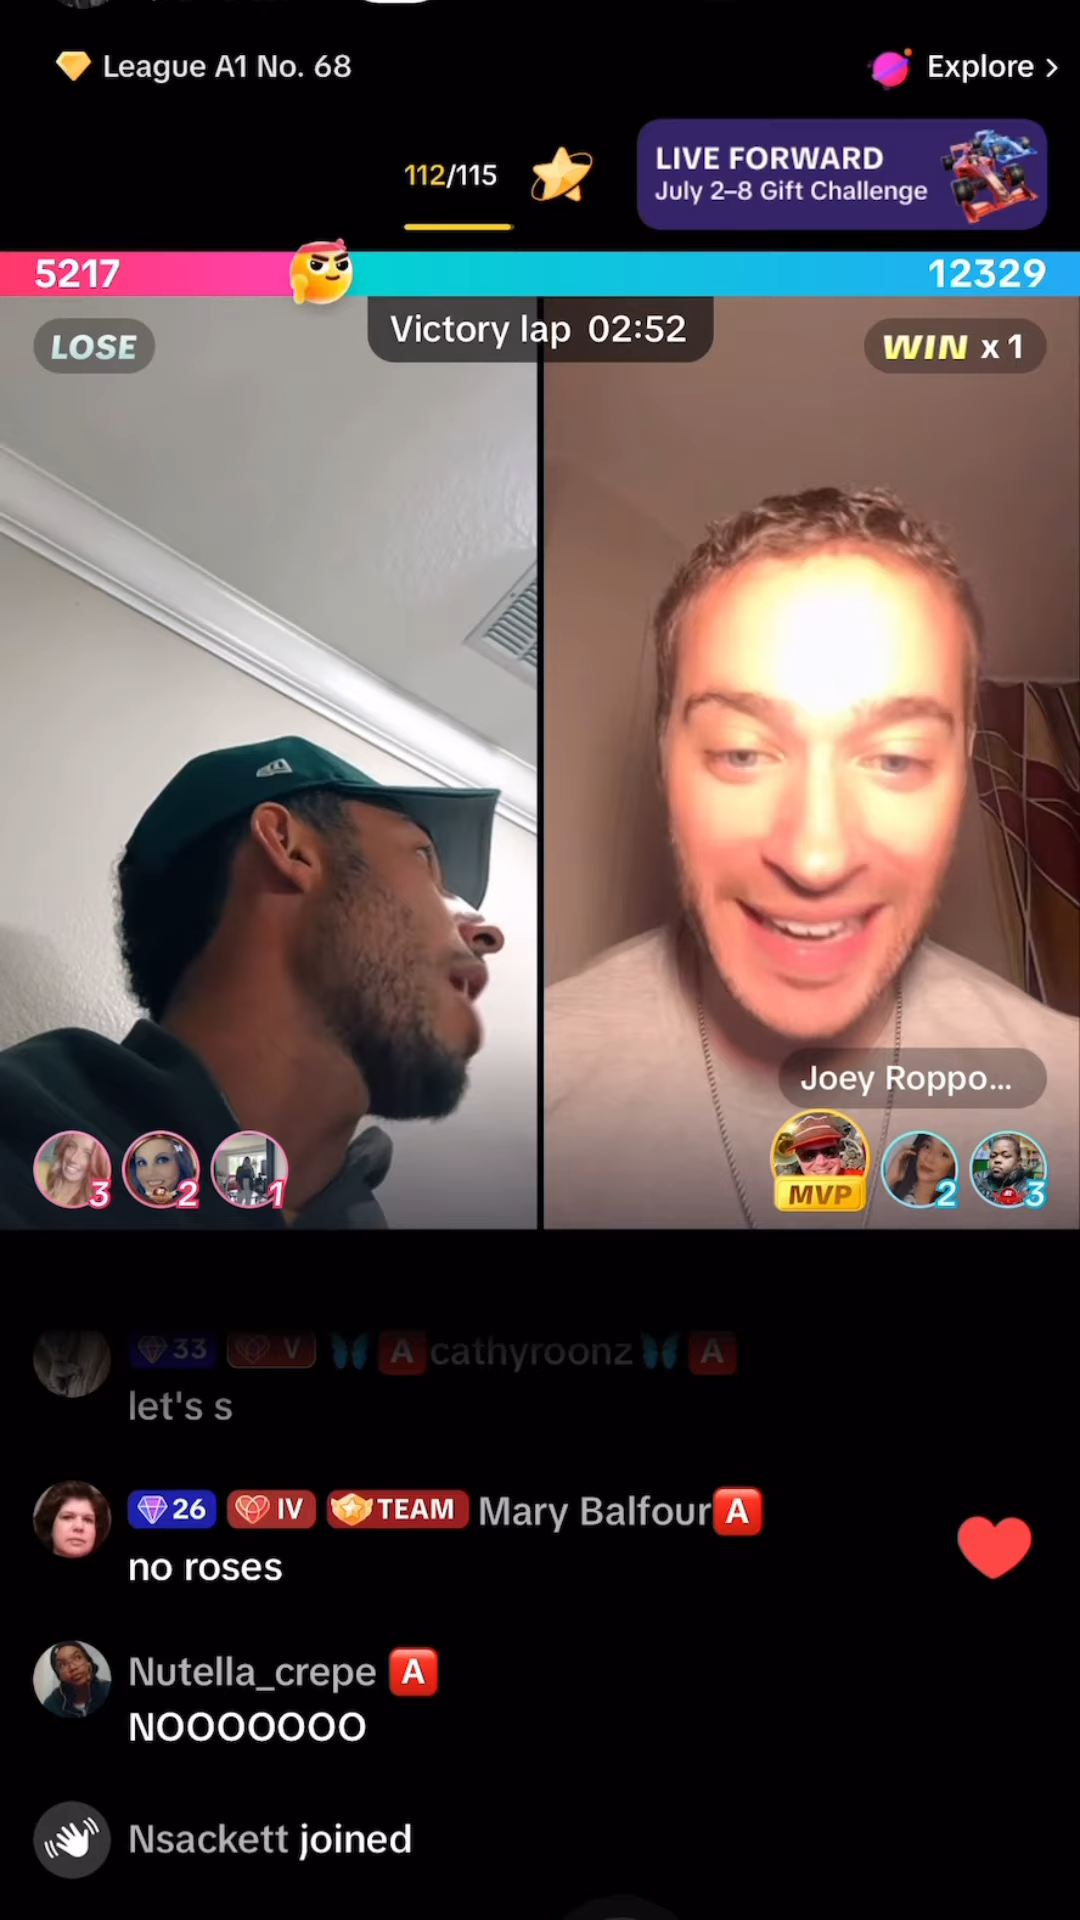 League A1 No. 68
Explore >
112/115
LIVE FORWARD
July 2–8 Gift Challenge
5217
12329
LOSE
Victory lap 02:52
WIN x 1
Joey Roppo...
3
2
1
MVP
2
3
33 V A cathyroonz A
let's s
26 IV TEAM Mary Balfour A
no roses
Nutella_crepe A
NOOOOOOO
Nsackett joined